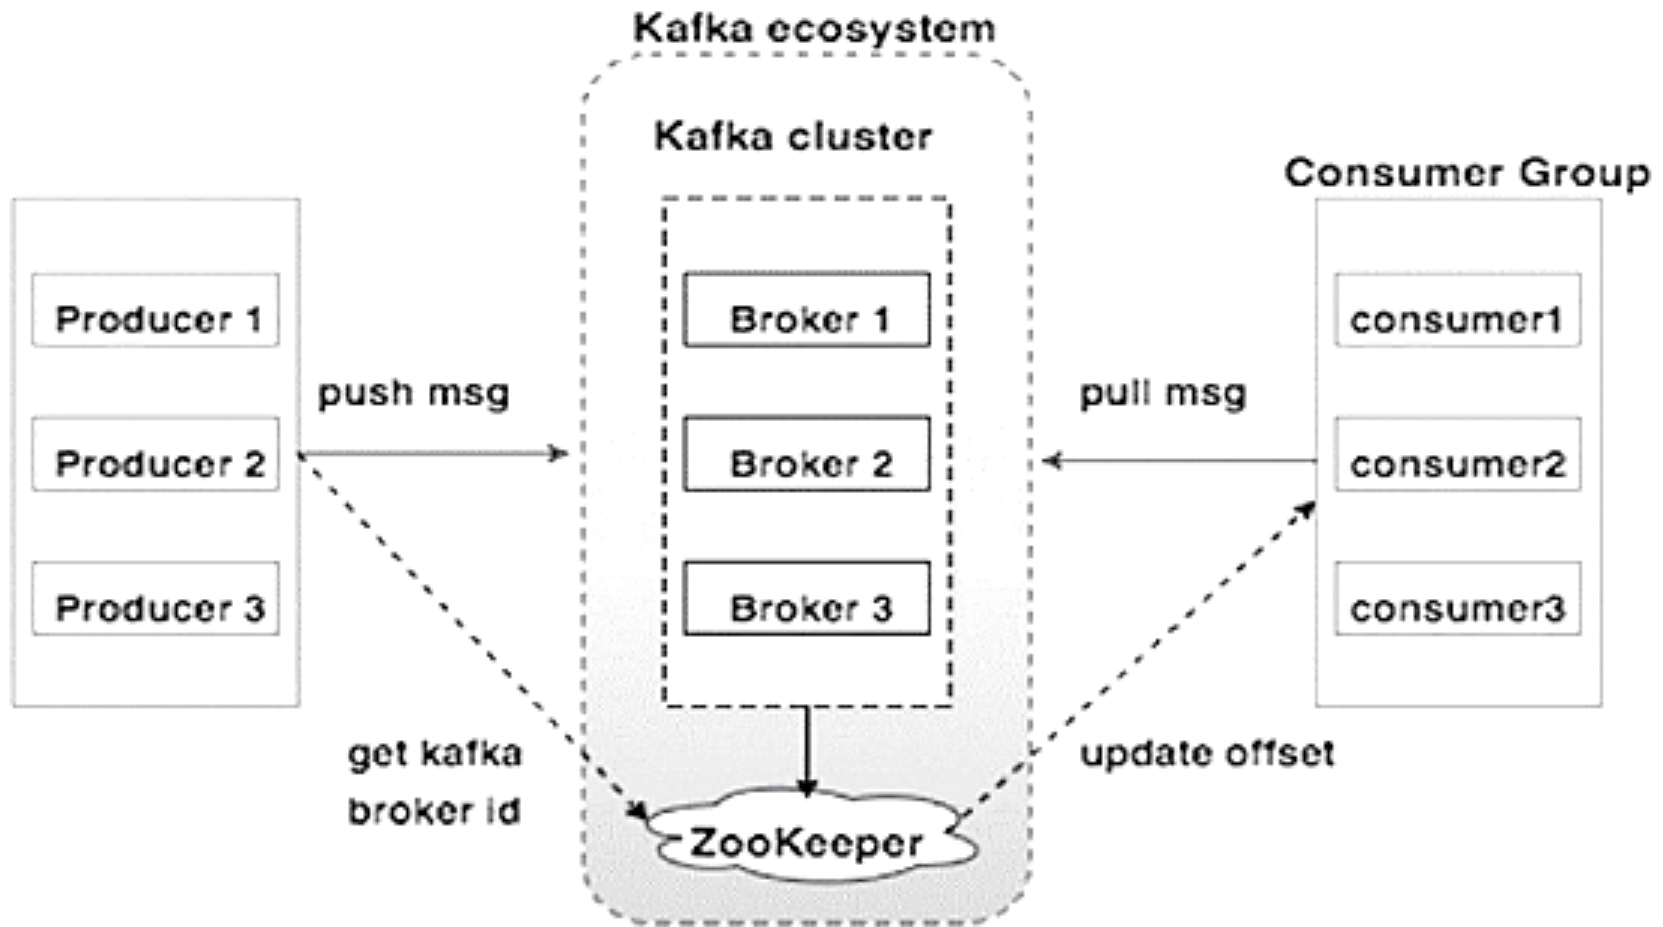 Kafka ecosystem
Kafka cluster
Consumer Group
Producer 1
Broker 1
consumer1
push msg
pull msg
Producer 2
Broker 2
consumer2
Producer 3
Broker 3
consumer3
get kafka
broker id
update offset
ZooKeeper